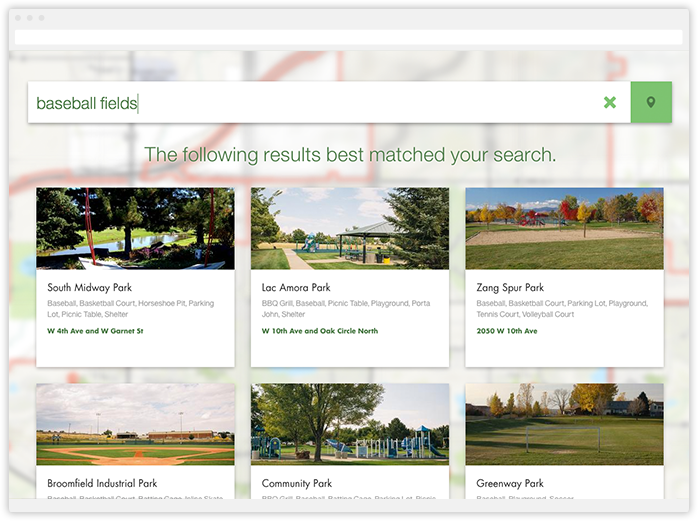 baseball fields
The following results best matched your search.
South Midway Park
Baseball, Basketball Court, Horseshoe Pit, Parking
Lot, Picnic Table, Shelter
W 4th Ave and W Garnet St
Lac Amora Park
BBQ Grill, Baseball, Picnic Table, Playground, Porta
John, Shelter
W 10th Ave and Oak Circle North
Zang Spur Park
Baseball, Basketball Court, Parking Lot, Playground,
Tennis Court, Volleyball Court
2050 W 10th Ave
Broomfield Industrial Park
Baseball, Basketball Court, Batting Cage, Inline Skate
Community Park
BBQ Grill, Baseball, Batting Cage, Parking Lot, Picnic
Greenway Park
Baseball, Playground, Soccer